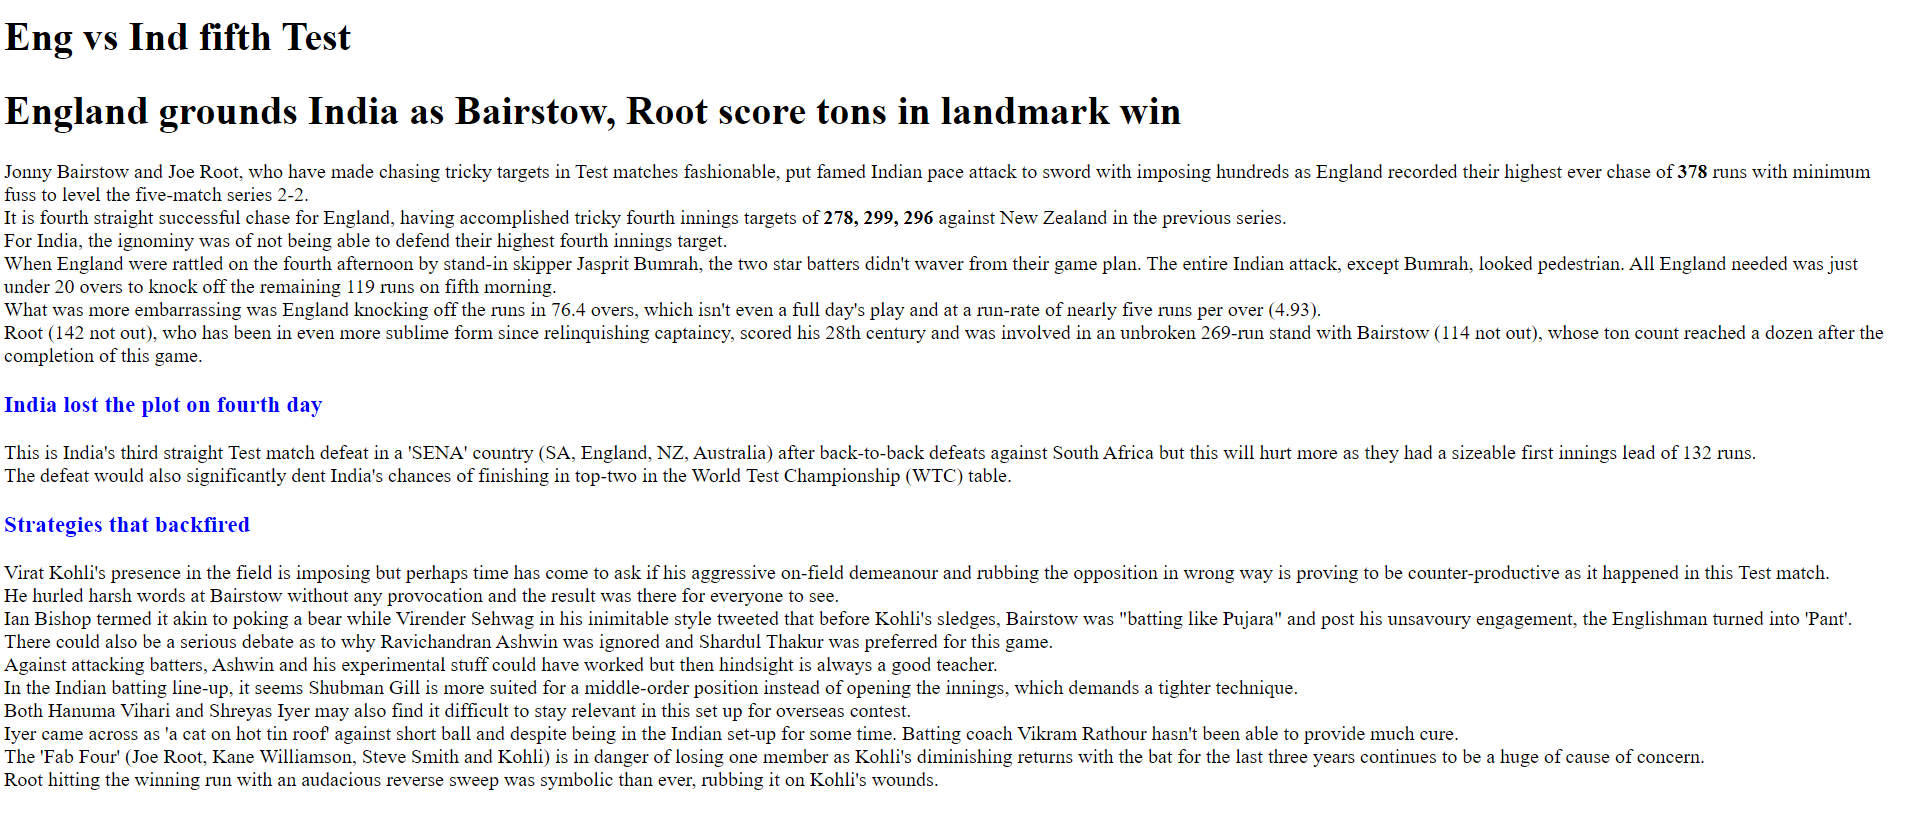 Eng vs Ind fifth Test
England grounds India as Bairstow, Root score tons in landmark win
Jonny Bairstow and Joe Root, who have made chasing tricky targets in Test matches fashionable, put famed Indian pace attack to sword with imposing hundreds as England recorded their highest ever chase of 378 runs with minimum
fuss to level the five-match series 2-2.
It is fourth straight successful chase for England, having accomplished tricky fourth innings targets of 278, 299, 296 against New Zealand in the previous series.
For India, the ignominy was of not being able to defend their highest fourth innings target.
When England were rattled on the fourth afternoon by stand-in skipper Jasprit Bumrah, the two star batters didn't waver from their game plan. The entire Indian attack, except Bumrah, looked pedestrian. All England needed was just
under 20 overs to knock off the remaining 119 runs on fifth morning.
What was more embarrassing was England knocking off the runs in 76.4 overs, which isn't even a full day's play and at a run-rate of nearly five runs per over (4.93).
Root (142 not out), who has been in even more sublime form since relinquishing captaincy, scored his 28th century and was involved in an unbroken 269-run stand with Bairstow (114 not out), whose ton count reached a dozen after the
completion of this game.
India lost the plot on fourth day
This is India's third straight Test match defeat in a 'SENA' country (SA, England, NZ, Australia) after back-to-back defeats against South Africa but this will hurt more as they had a sizeable first innings lead of 132 runs.
The defeat would also significantly dent India's chances of finishing in top-two in the World Test Championship (WTC) table.
Strategies that backfired
Virat Kohli's presence in the field is imposing but perhaps time has come to ask if his aggressive on-field demeanour and rubbing the opposition in wrong way is proving to be counter-productive as it happened in this Test match.
He hurled harsh words at Bairstow without any provocation and the result was there for everyone to see.
Ian Bishop termed it akin to poking a bear while Virender Sehwag in his inimitable style tweeted that before Kohli's sledges, Bairstow was "batting like Pujara" and post his unsavoury engagement, the Englishman turned into 'Pant'.
There could also be a serious debate as to why Ravichandran Ashwin was ignored and Shardul Thakur was preferred for this game.
Against attacking batters, Ashwin and his experimental stuff could have worked but then hindsight is always a good teacher.
In the Indian batting line-up, it seems Shubman Gill is more suited for a middle-order position instead of opening the innings, which demands a tighter technique.
Both Hanuma Vihari and Shreyas Iyer may also find it difficult to stay relevant in this set up for overseas contest.
Iyer came across as 'a cat on hot tin roof' against short ball and despite being in the Indian set-up for some time. Batting coach Vikram Rathour hasn't been able to provide much cure.
The 'Fab Four' (Joe Root, Kane Williamson, Steve Smith and Kohli) is in danger of losing one member as Kohli's diminishing returns with the bat for the last three years continues to be a huge of cause of concern.
Root hitting the winning run with an audacious reverse sweep was symbolic than ever, rubbing it on Kohli's wounds.